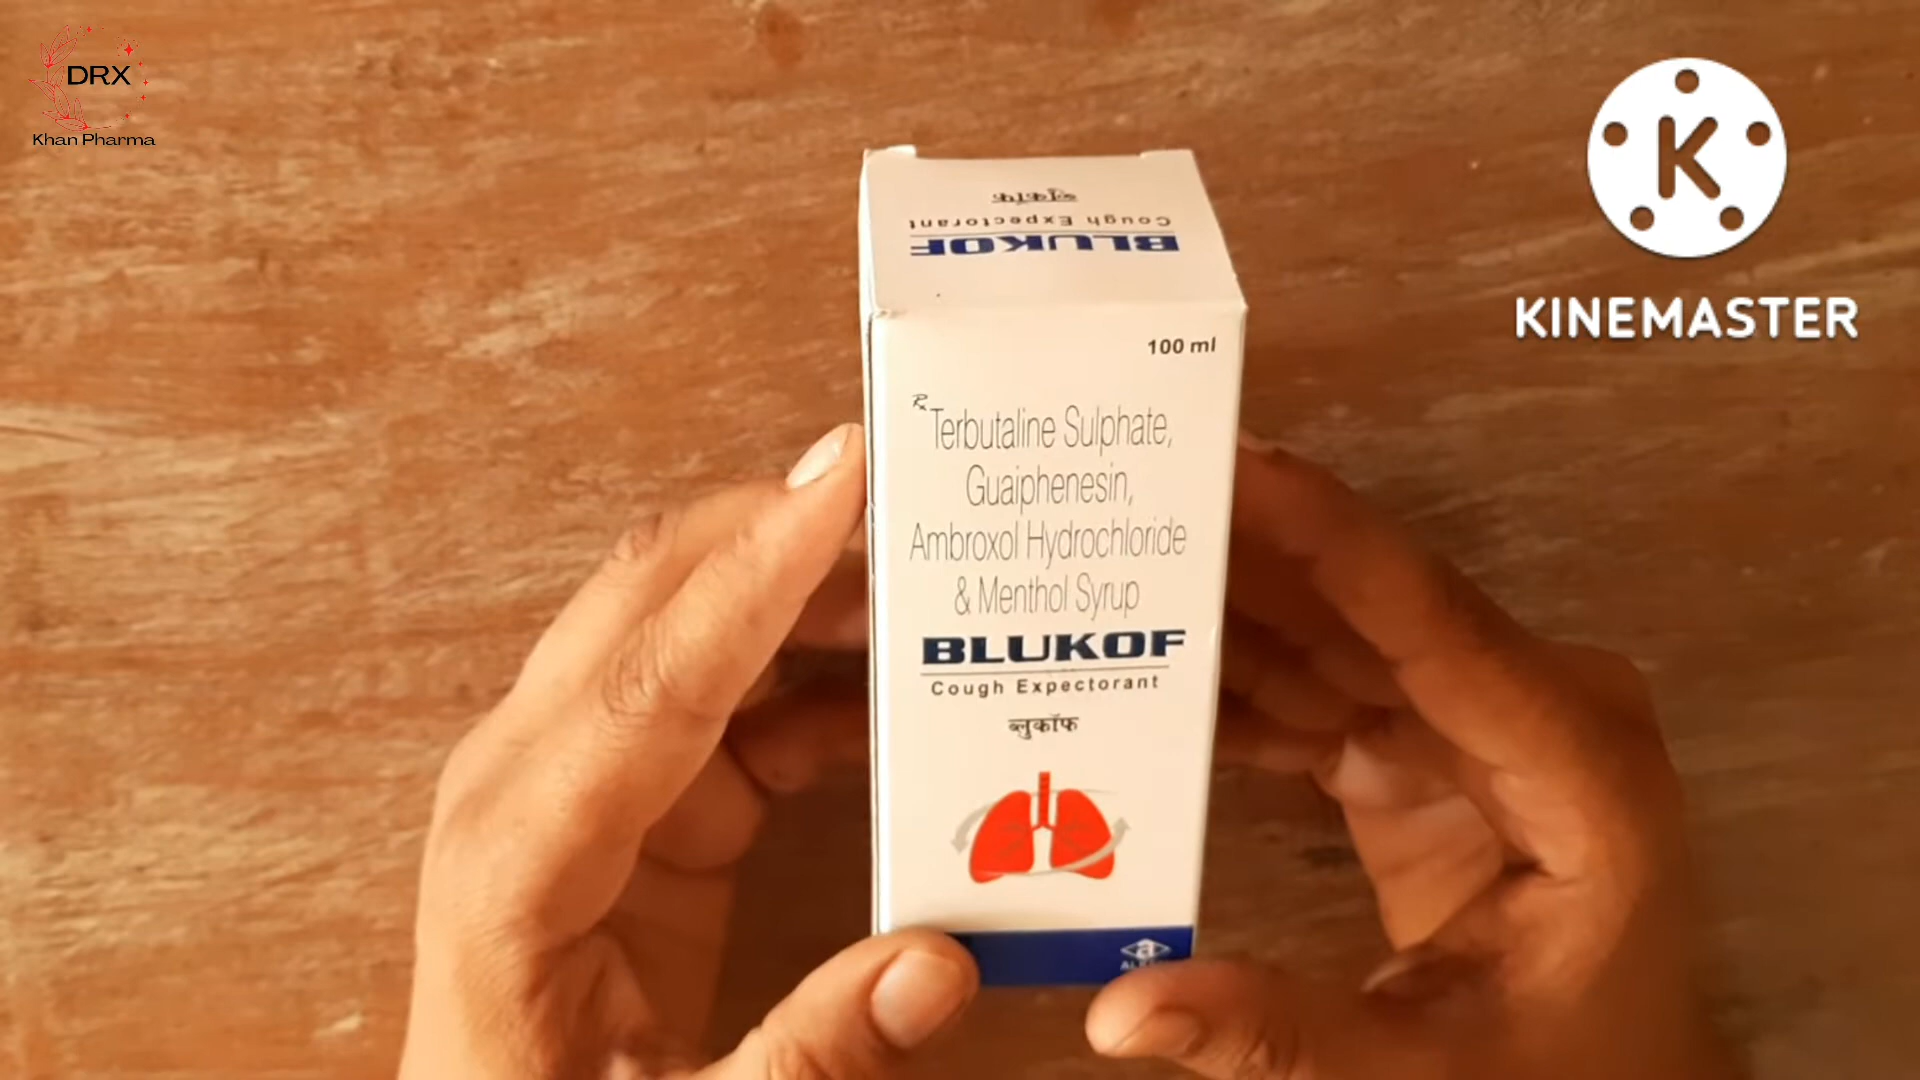 DRX
Khan Pharma
KINEMASTER
ब्लुकॉफ
Cough Expectorant
BLUKOF
100 ml
Rx
Terbutaline Sulphate,
Guaiphenesin,
Ambroxol Hydrochloride
& Menthol Syrup
BLUKOF
Cough Expectorant
ब्लुकॉफ